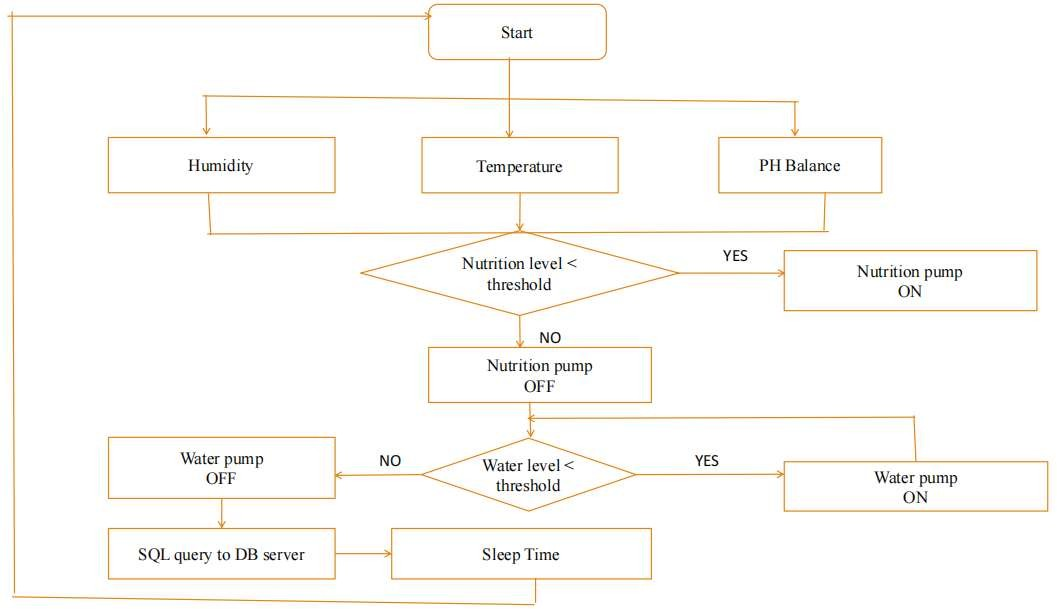 Start
Humidity
Temperature
PH Balance
Nutrition level <
threshold
YES
Nutrition pump
ON
NO
Nutrition pump
OFF
Water pump
OFF
NO
Water level <
threshold
YES
Water pump
ON
SQL query to DB server
Sleep Time